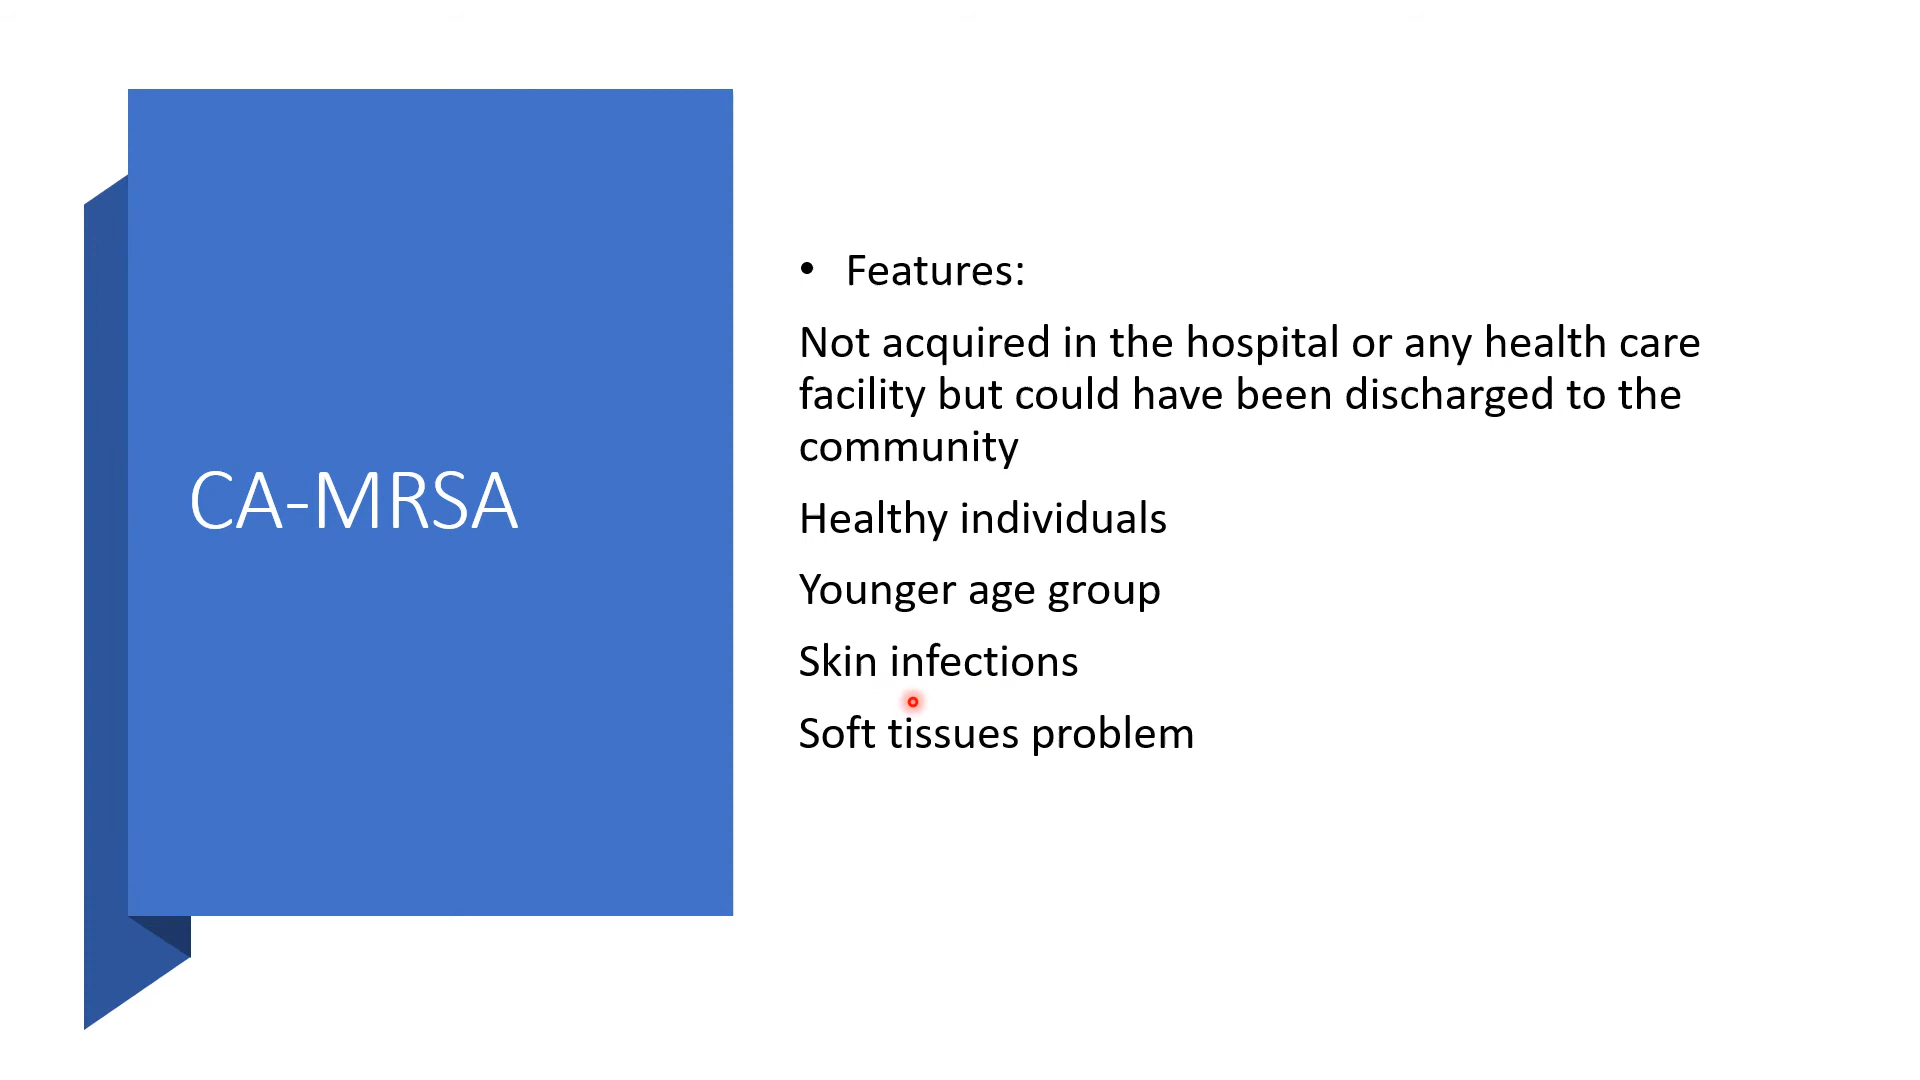 CA-MRSA
• Features:
Not acquired in the hospital or any health care
facility but could have been discharged to the
community
Healthy individuals
Younger age group
Skin infections
Soft tissues problem